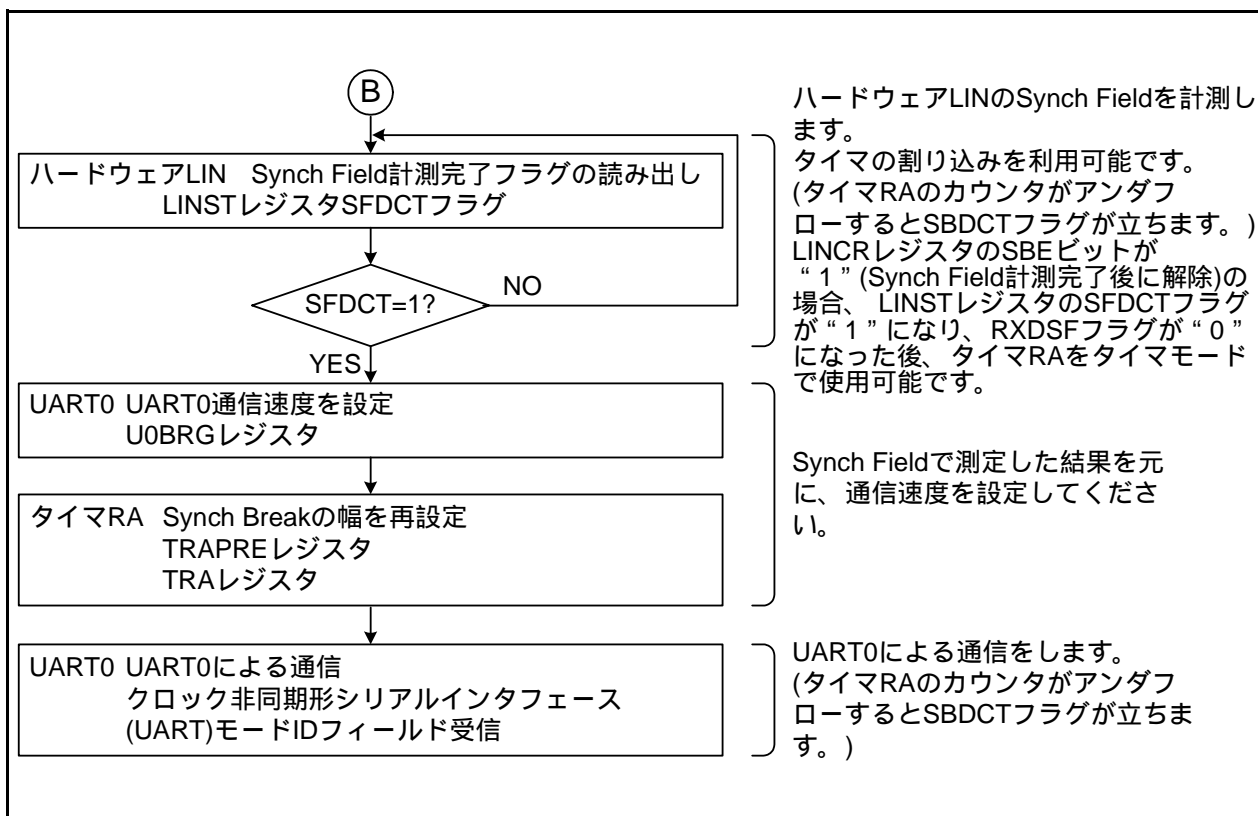 B
ハードウェアLIN　Synch Field計測完了フラグの読み出し
LINSTレジスタSFDCTフラグ
SFDCT=1?
NO
YES
UART0 UART0通信速度を設定
U0BRGレジスタ
タイマRA　Synch Breakの幅を再設定
TRAPREレジスタ
TRAレジスタ
UART0 UART0による通信
クロック非同期形シリアルインタフェース
(UART)モードIDフィールド受信
ハードウェアLINのSynch Fieldを計測し
ます。
タイマの割り込みを利用可能です。
(タイマRAのカウンタがアンダフ
ローするとSBDCTフラグが立ちます。)
LINCRレジスタのSBEビットが
“1”(Synch Field計測完了後に解除)の
場合、LINSTレジスタのSFDCTフラグ
が“1”になり、RXDSFフラグが“0”
になった後、タイマRAをタイマモード
で使用可能です。
Synch Fieldで測定した結果を元
に、通信速度を設定してくださ
い。
UART0による通信をします。
(タイマRAのカウンタがアンダフ
ローするとSBDCTフラグが立ちま
す。)